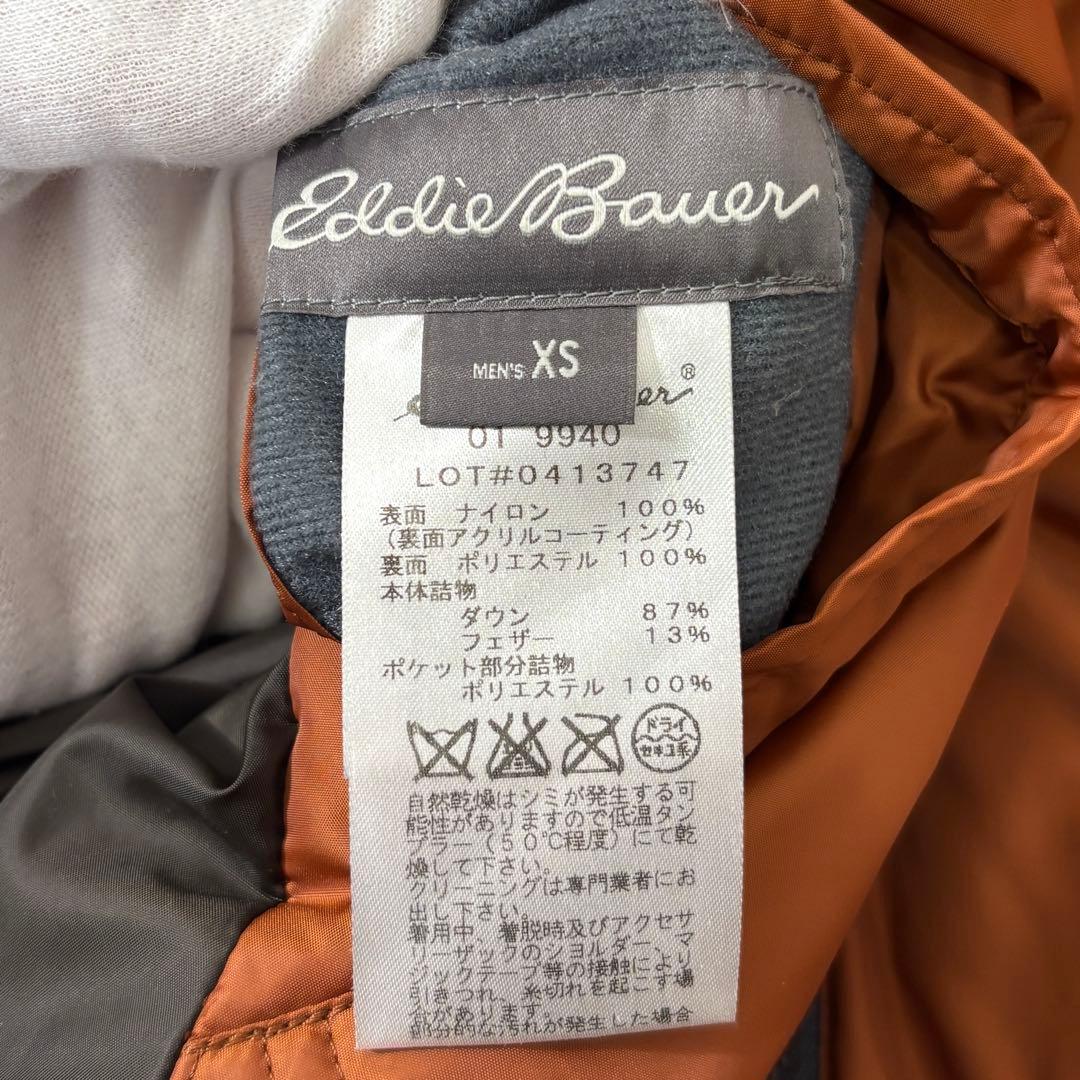 Eddie Bauer
MEN'S XS
er®
01 9940
LOT#0413747
表面 ナイロン 100%
(裏面アクリルコーティング)
裏面 ポリエステル 100%
本体詰物
ダウン 87%
フェザー 13%
ポケット部分詰物
ポリエステル 100%
ドライ
セキユ系
自然乾燥はシミが発生する可
能性がありますので低温タン
ブラー(50℃程度)にて乾
燥して下さい。
クリーニングは専門業者にお
出し下さい。
着用中、着脱時及びアクセサ
リーザックのショルダー、マ
ジックテープ等の接触により
引きつれ、糸切れを起こす場
合があります。
部分的な汚れが発生した場合